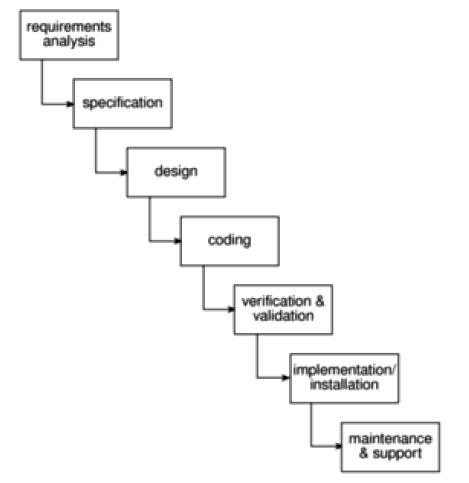 requirements
analysis
specification
design
coding
verification &
validation
implementation/
installation
maintenance
& support